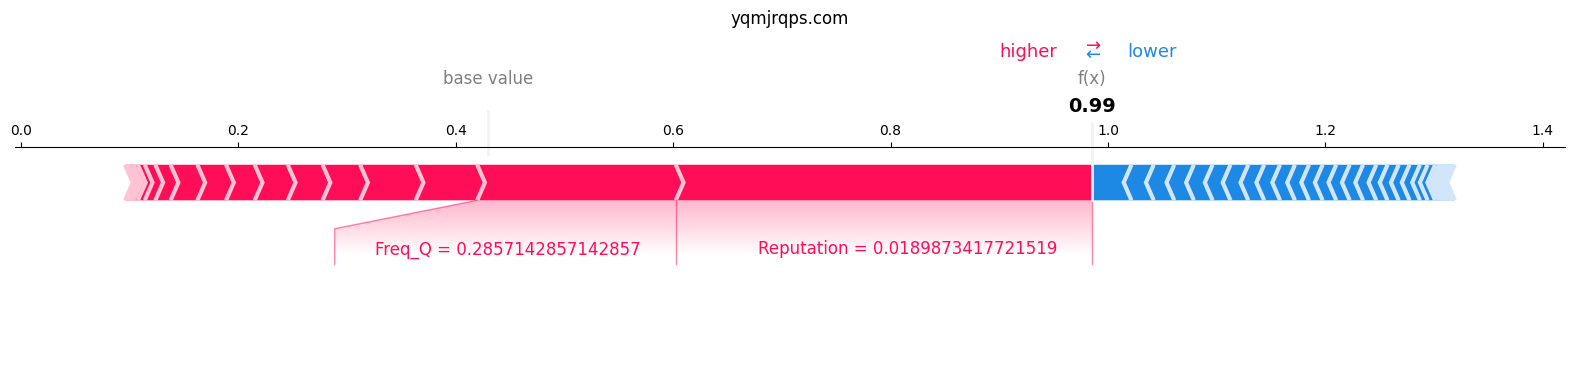 yqmjrqps.com
higher → ← lower
base value f(x)
0.99
0.0 0.2 0.4 0.6 0.8 1.0 1.2 1.4
Freq_Q = 0.2857142857142857 Reputation = 0.0189873417721519